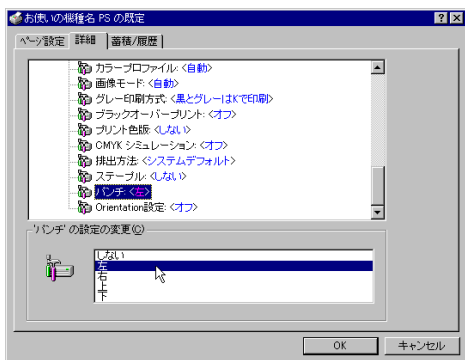 お使いの機種名 PS の既定
ページ設定 詳細 蓄積/履歴
カラープロファイル: <自動>
画像モード: <自動>
グレー印刷方式: <黒とグレーはKで印刷>
ブラックオーバープリント: <オフ>
プリント色版: <しない>
CMYK シミュレーション: <オフ>
排出方法: <システムデフォルト>
ステープル: <しない>
パンチ: <左>
Orientation設定: <オフ>
'パンチ' の設定の変更(C)
しない
左
右
上
下
OK キャンセル